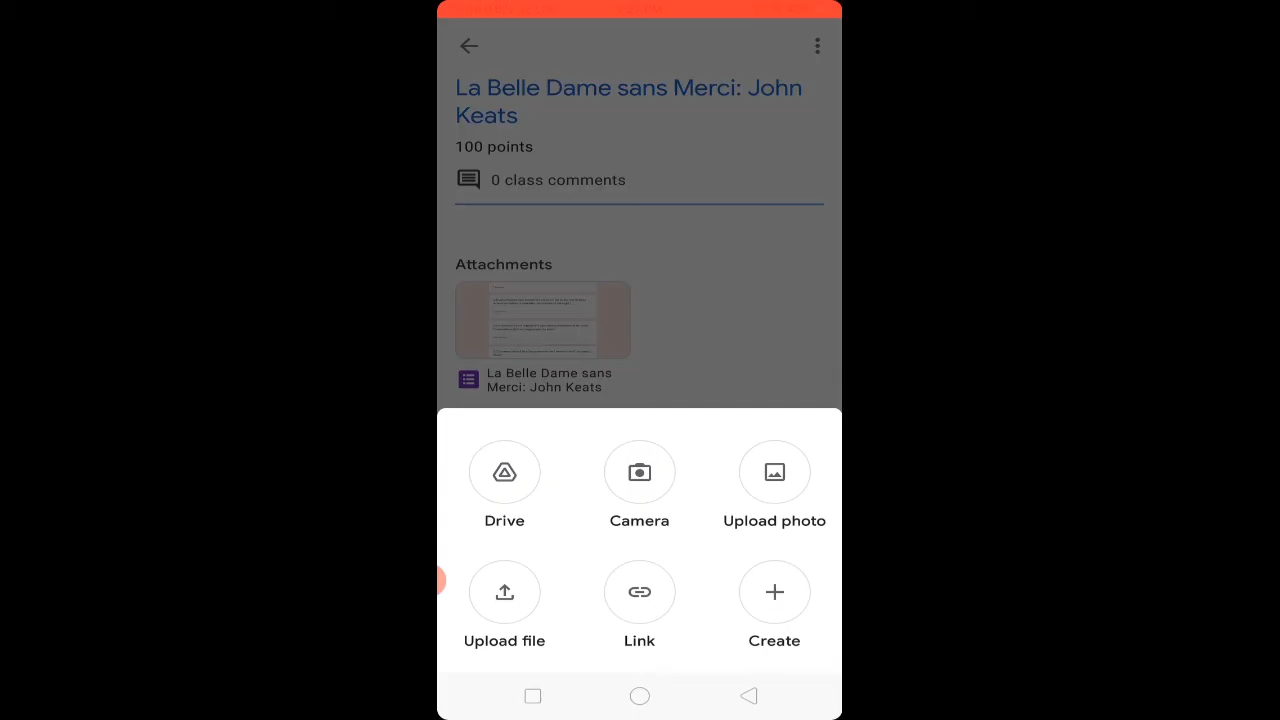 La Belle Dame sans Merci: John
Keats
100 points
0 class comments
Attachments
La Belle Dame sans
Merci: John Keats
Drive
Camera
Upload photo
Upload file
Link
Create